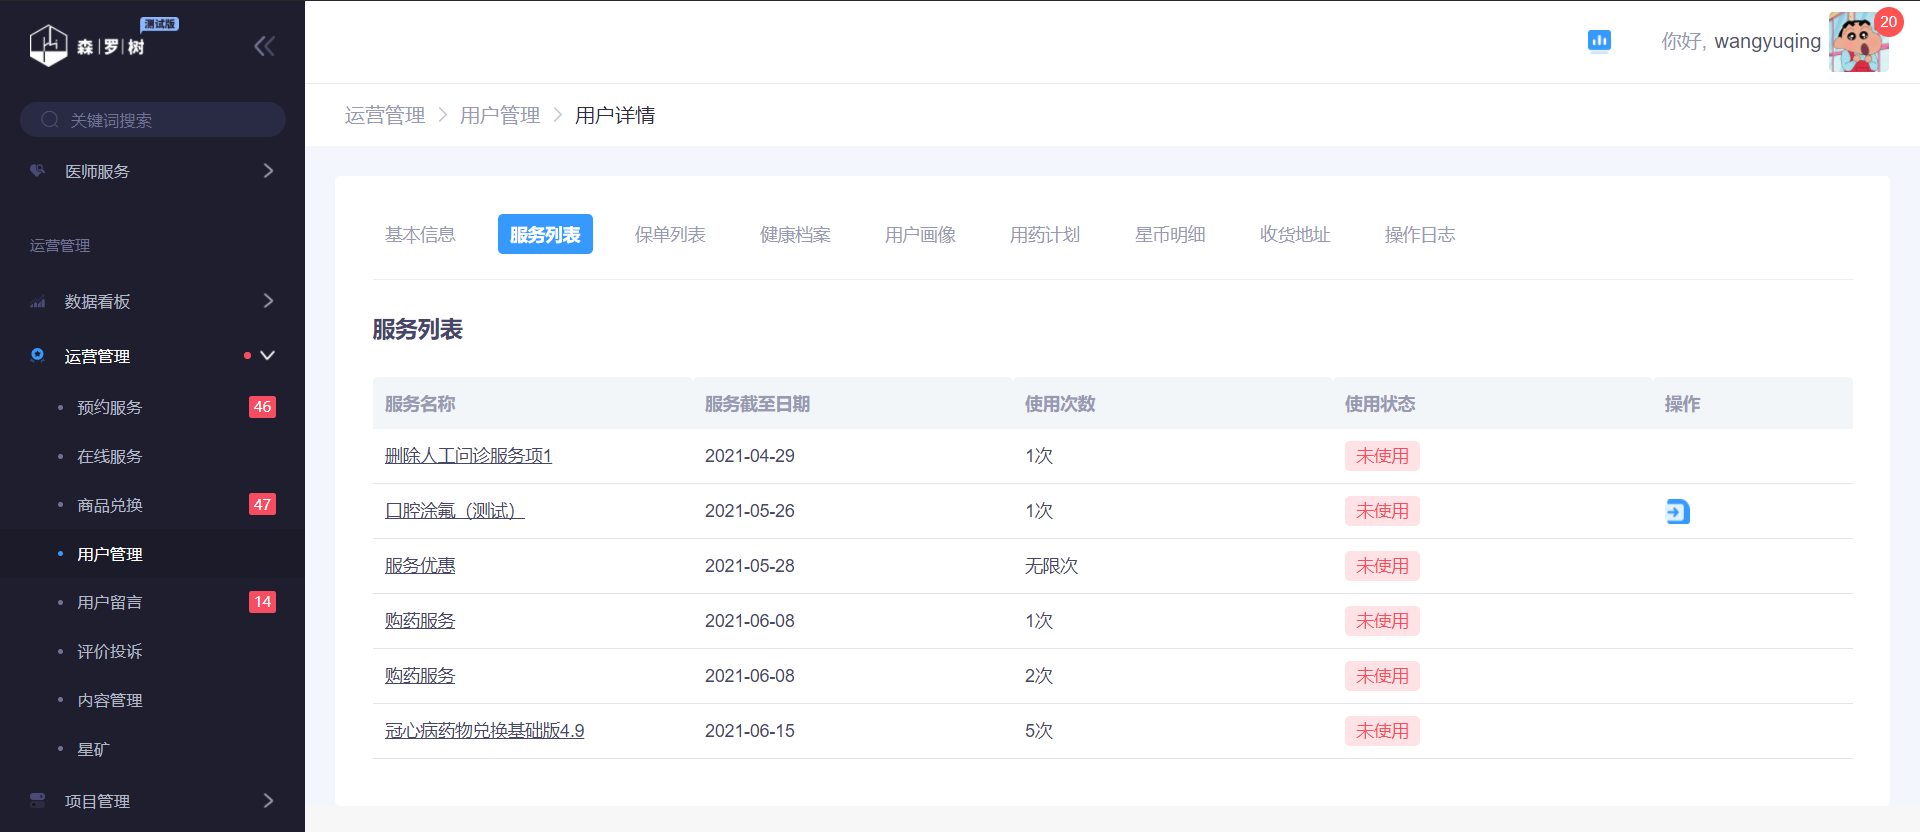 测试版
森|罗|树
关键词搜索
医师服务
运营管理
数据看板
运营管理
预约服务 46
在线服务
商品兑换 47
用户管理
用户留言 14
评价投诉
内容管理
星矿
项目管理
你好, wangyuqing 20
运营管理 > 用户管理 > 用户详情
基本信息 服务列表 保单列表 健康档案 用户画像 用药计划 星币明细 收货地址 操作日志
服务列表
服务名称 服务截至日期 使用次数 使用状态 操作
删除人工问诊服务项1 2021-04-29 1次 未使用
口腔涂氟（测试） 2021-05-26 1次 未使用
服务优惠 2021-05-28 无限次 未使用
购药服务 2021-06-08 1次 未使用
购药服务 2021-06-08 2次 未使用
冠心病药物兑换基础版4.9 2021-06-15 5次 未使用